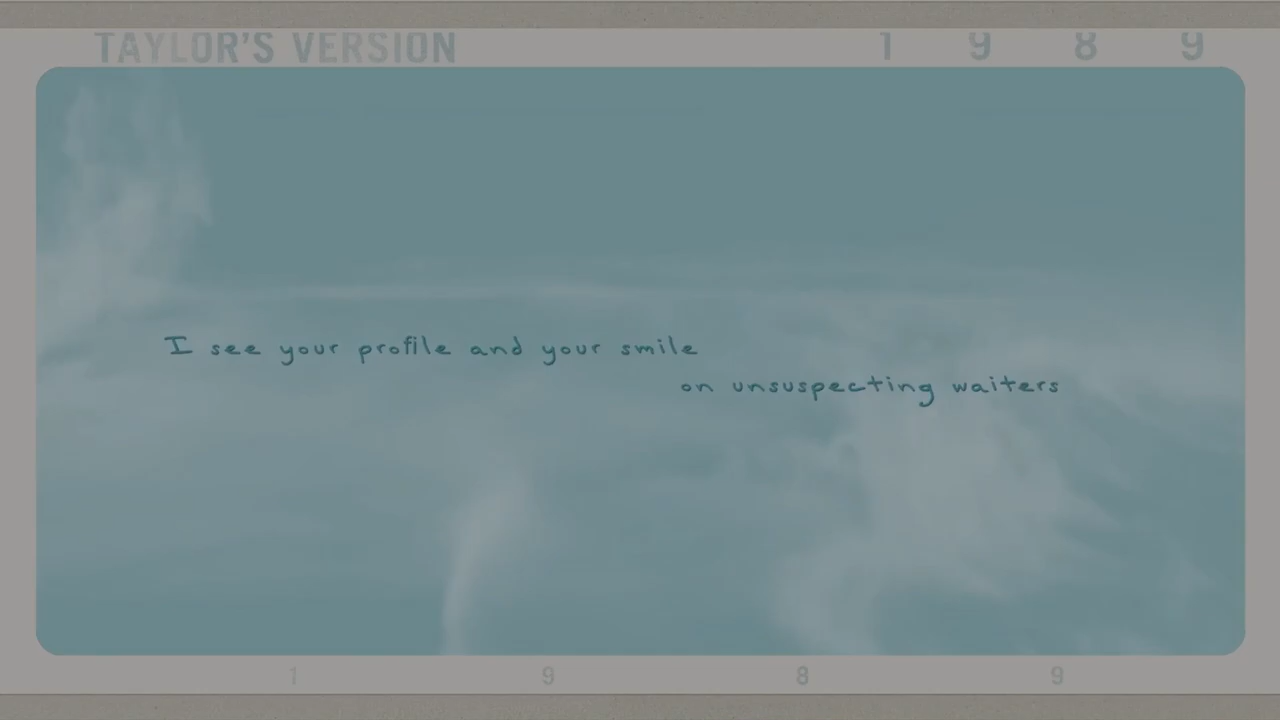 TAYLOR'S VERSION 1 9 8 9
I see your profile and your smile
on unsuspecting waiters
1 9 8 9